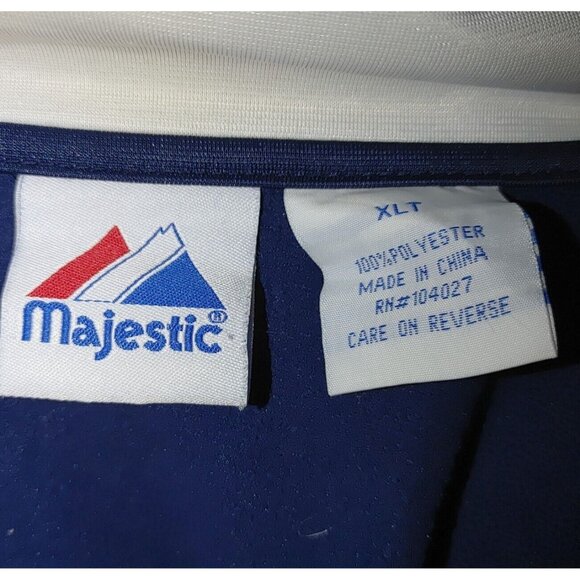 Majestic®
XLT
100% POLYESTER
MADE IN CHINA
RN#104027
CARE ON REVERSE